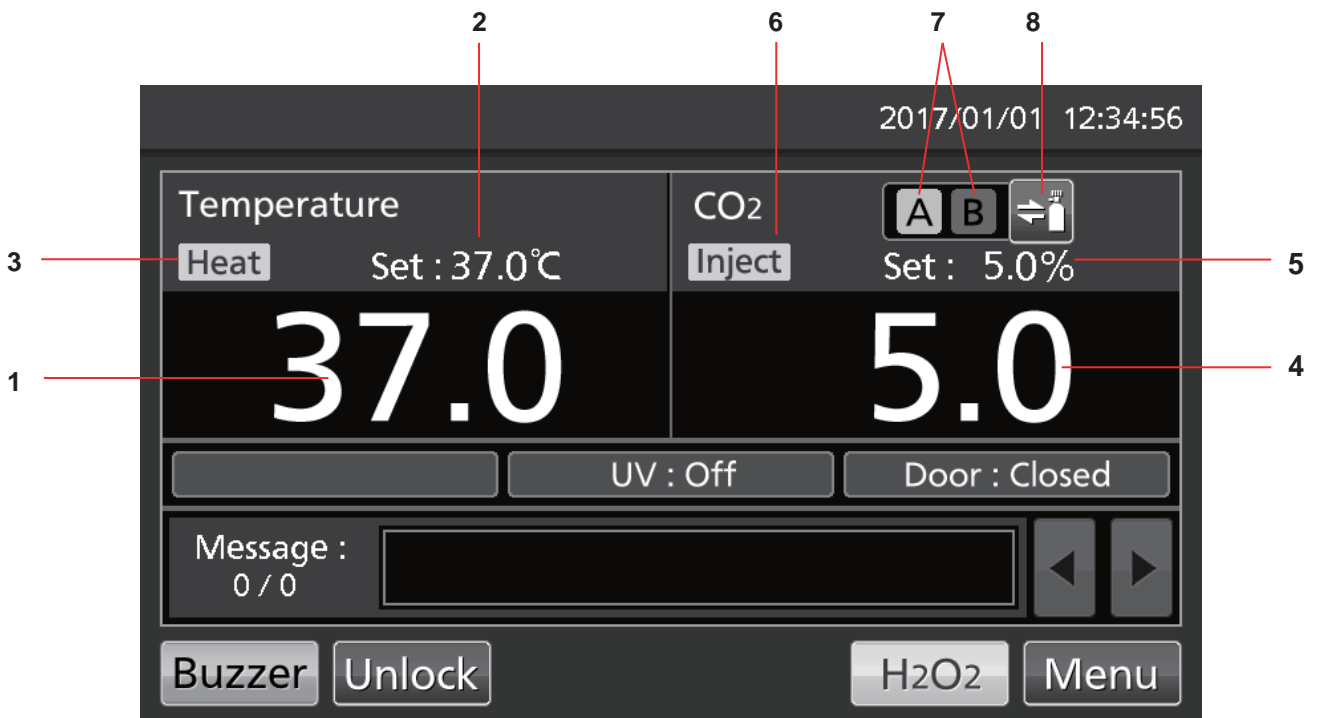 2 6 7 8
2017/01/01 12:34:56
Temperature
CO2
A B
3
Heat
Set : 37.0℃
Inject
Set : 5.0%
5
1
37.0
5.0
4
UV : Off
Door : Closed
Message :
0 / 0
Buzzer
Unlock
H2O2
Menu